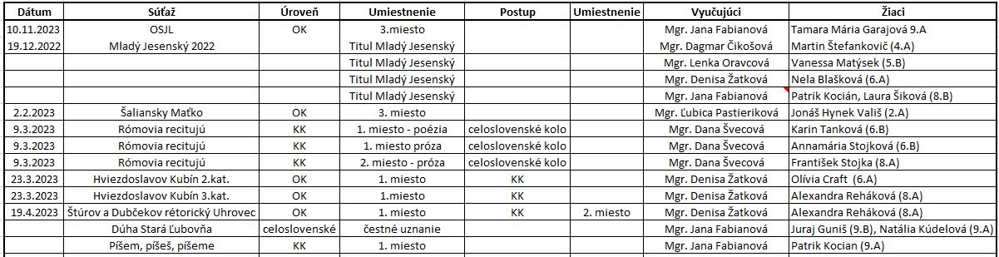 Dátum Súťaž Úroveň Umiestnenie Postup Umiestnenie Vyučujúci Žiaci
10.11.2023 OSJL OK 3.miesto Mgr. Jana Fabianová Tamara Mária Garajová 9.A
19.12.2022 Mladý Jesenský 2022 Titul Mladý Jesenský Mgr. Dagmar Čikošová Martin Štefankovič (4.A)
Titul Mladý Jesenský Mgr. Lenka Oravcová Vanessa Matýsek (5.B)
Titul Mladý Jesenský Mgr. Denisa Žatková Nela Blašková (6.A)
Titul Mladý Jesenský Mgr. Jana Fabianová Patrik Kocián, Laura Šiková (8.B)
2.2.2023 Šaliansky Maťko OK 3. miesto Mgr. Ľubica Pastieriková Jonáš Hynek Vališ (2.A)
9.3.2023 Rómovia recitujú KK 1. miesto - poézia celoslovenské kolo Mgr. Dana Švecová Karin Tanková (6.B)
9.3.2023 Rómovia recitujú KK 1. miesto próza celoslovenské kolo Mgr. Dana Švecová Annamária Stojková (6.B)
9.3.2023 Rómovia recitujú KK 2. miesto - próza celoslovenské kolo Mgr. Dana Švecová František Stojka (8.A)
23.3.2023 Hviezdoslavov Kubín 2.kat. OK 1. miesto KK Mgr. Denisa Žatková Olívia Craft (6.A)
23.3.2023 Hviezdoslavov Kubín 3.kat. OK 1.miesto KK Mgr. Denisa Žatková Alexandra Reháková (8.A)
19.4.2023 Štúrov a Dubčekov rétorický Uhrovec OK 1. miesto KK 2. miesto Mgr. Denisa Žatková Alexandra Reháková (8.A)
Dúha Stará Ľubovňa celoslovenské čestné uznanie Mgr. Jana Fabianová Juraj Guniš (9.B), Natália Kúdelová (9.A)
Píšem, píšeš, píšeme KK 1. miesto Mgr. Jana Fabianová Patrik Kocian (9.A)